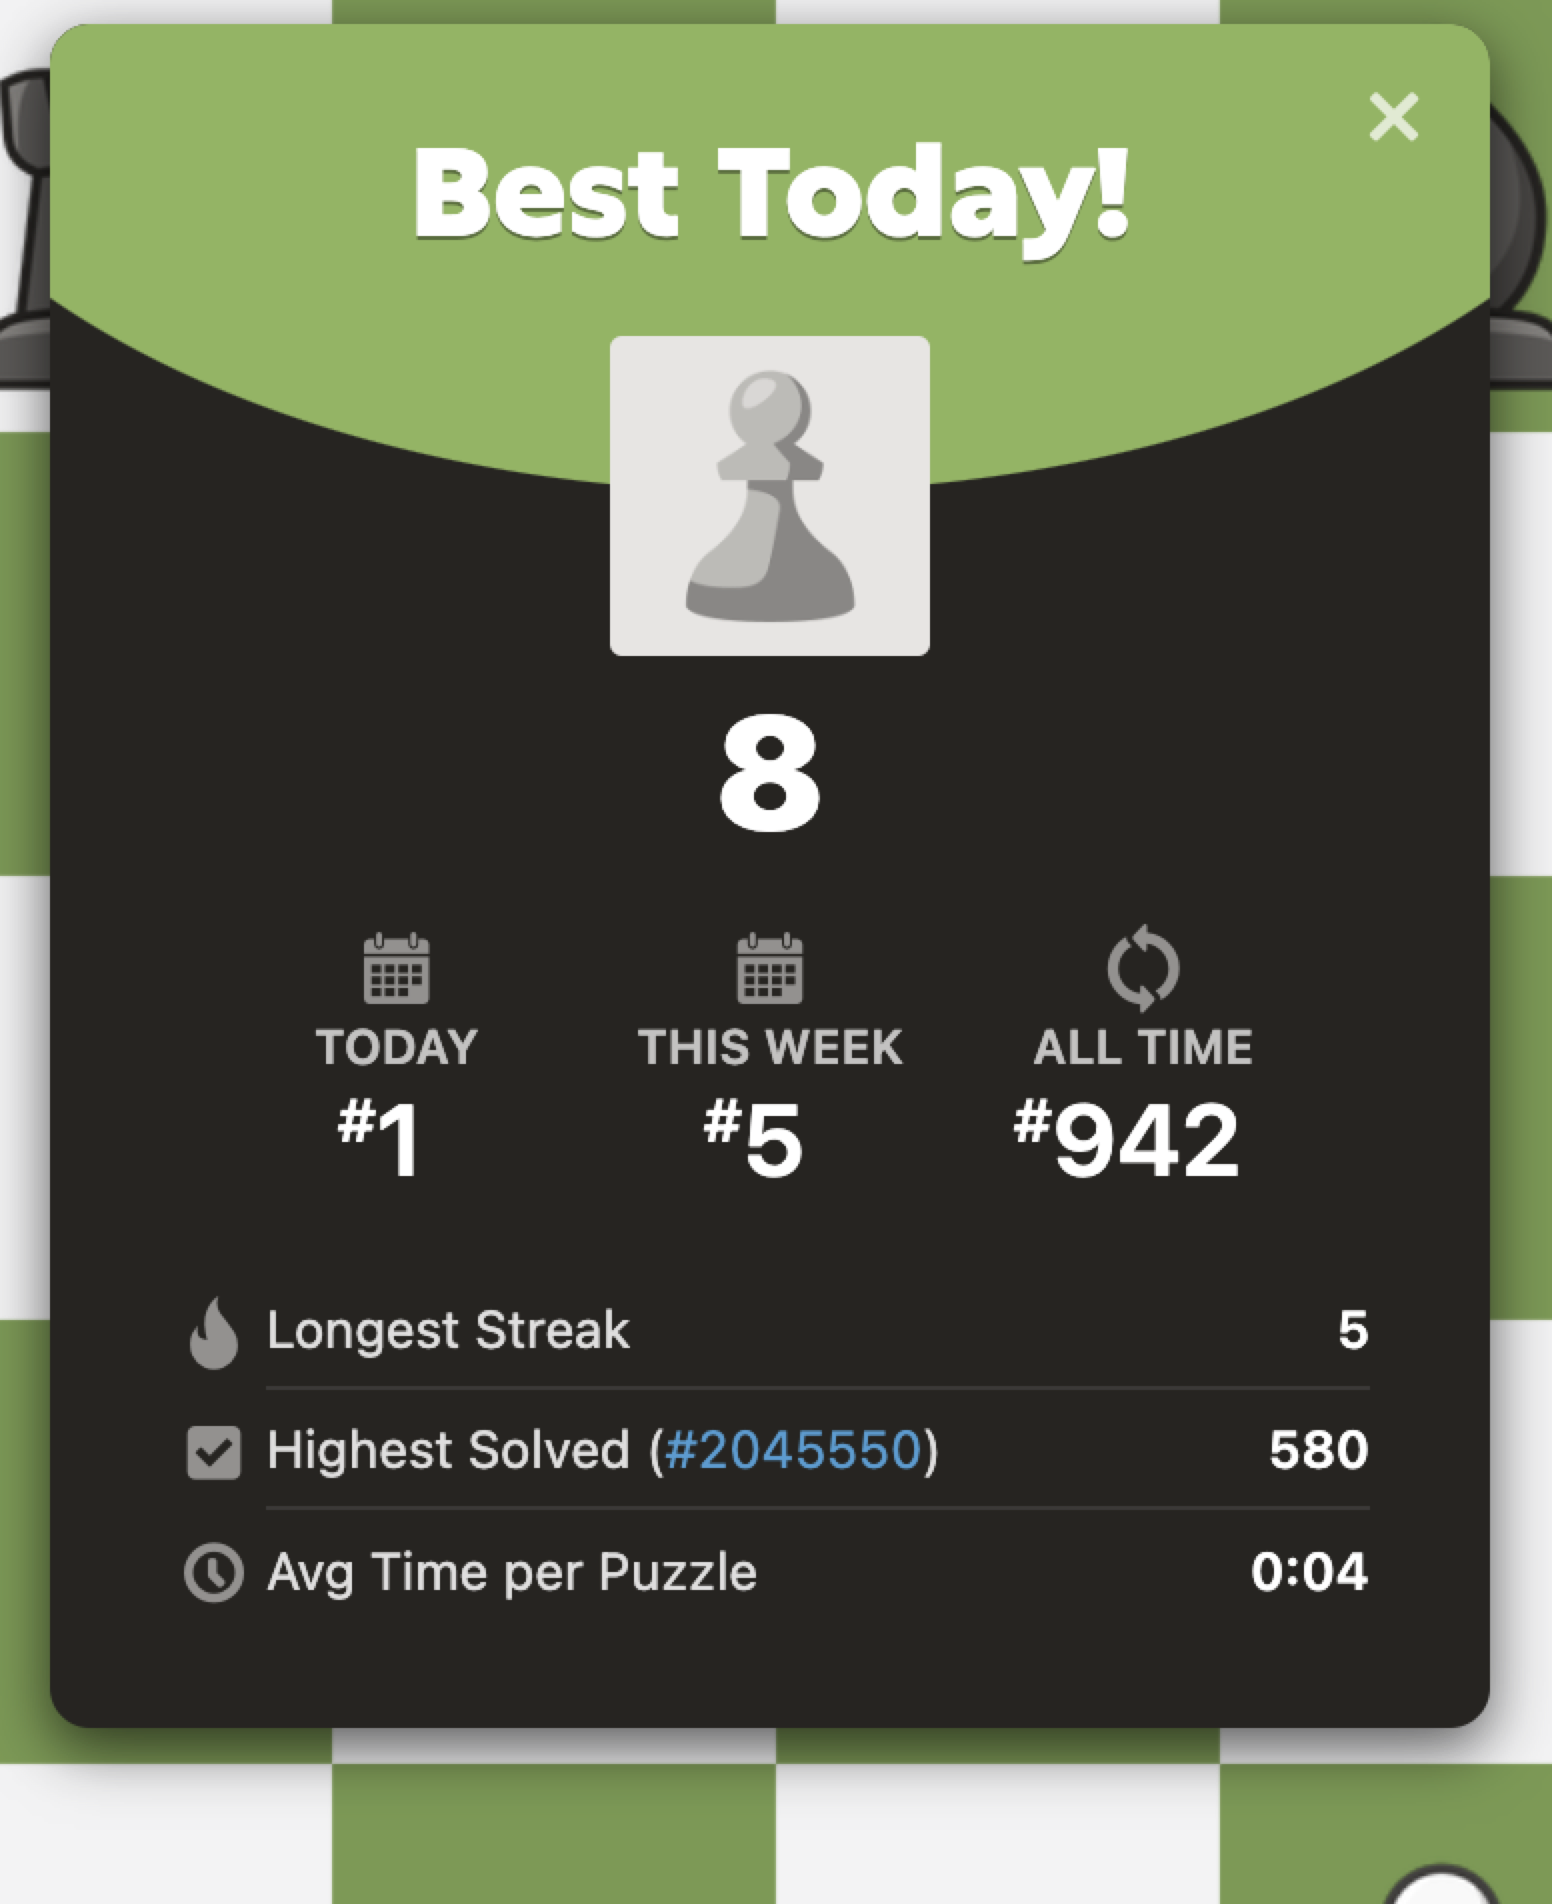 Best Today!
8
TODAY THIS WEEK ALL TIME
#1 #5 #942
Longest Streak 5
Highest Solved (#2045550) 580
Avg Time per Puzzle 0:04